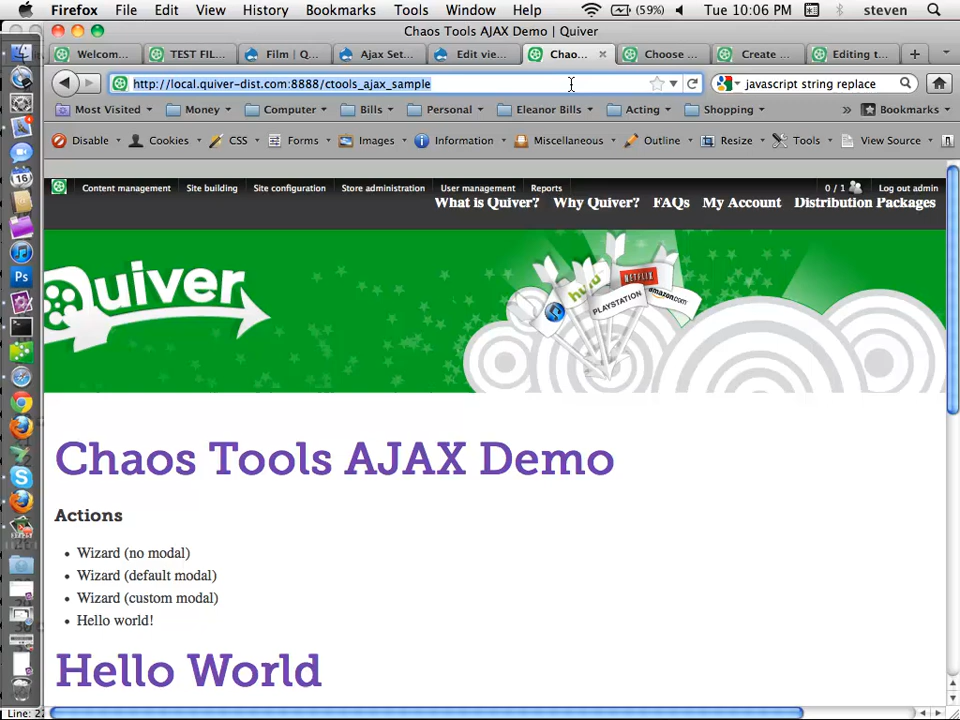 Firefox File Edit View History Bookmarks Tools Window Help (59%) Tue 10:06 PM steven
Chaos Tools AJAX Demo | Quiver
Welcom... TEST FIL... Film | Q... Ajax Set... Edit vie... Chao... Choose ... Create ... Editing t...
http://local.quiver-dist.com:8888/ctools_ajax_sample javascript string replace
Most Visited Money Computer Bills Personal Eleanor Bills Acting Shopping » Bookmarks
Disable Cookies CSS Forms Images Information Miscellaneous Outline Resize Tools View Source
Content management Site building Site configuration Store administration User management Reports 0 / 1 Log out admin
What is Quiver? Why Quiver? FAQs My Account Distribution Packages
Quiver
hulu NETFLIX PLAYSTATION amazon.com
Chaos Tools AJAX Demo
Actions
• Wizard (no modal)
• Wizard (default modal)
• Wizard (custom modal)
• Hello world!
Hello World
Line: 22
16
Ps